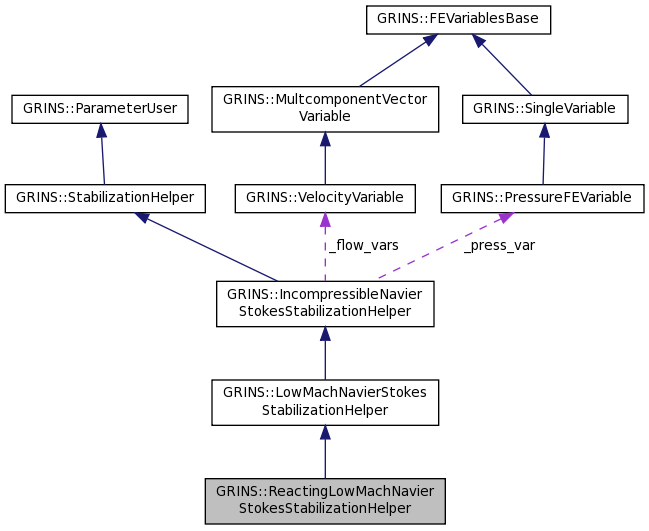 GRINS::FEVariablesBase
GRINS::ParameterUser
GRINS::MultcomponentVector
Variable
GRINS::SingleVariable
GRINS::StabilizationHelper
GRINS::VelocityVariable
GRINS::PressureFEVariable
_flow_vars
_press_var
GRINS::IncompressibleNavier
StokesStabilizationHelper
GRINS::LowMachNavierStokes
StabilizationHelper
GRINS::ReactingLowMachNavier
StokesStabilizationHelper